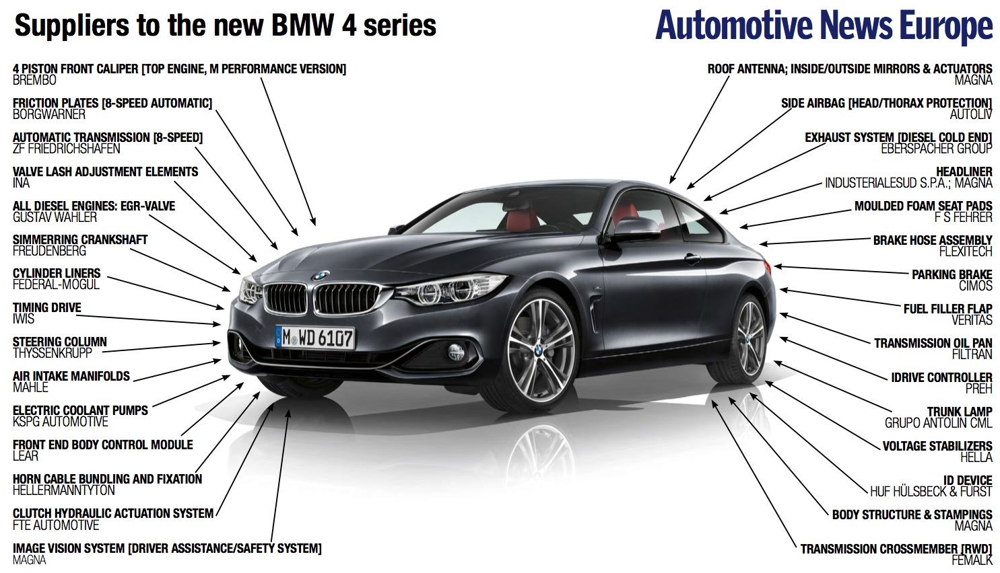 Suppliers to the new BMW 4 series
Automotive News Europe
4 PISTON FRONT CALIPER [TOP ENGINE, M PERFORMANCE VERSION]
BREMBO
FRICTION PLATES [8-SPEED AUTOMATIC]
BORGWARNER
AUTOMATIC TRANSMISSION [8-SPEED]
ZF FRIEDRICHSHAFEN
VALVE LASH ADJUSTMENT ELEMENTS
INA
ALL DIESEL ENGINES: EGR-VALVE
GUSTAV WAHLER
SIMMERRING CRANKSHAFT
FREUDENBERG
CYLINDER LINERS
FEDERAL-MOGUL
TIMING DRIVE
IWIS
STEERING COLUMN
THYSSENKRUPP
AIR INTAKE MANIFOLDS
MAHLE
ELECTRIC COOLANT PUMPS
KSPG AUTOMOTIVE
FRONT END BODY CONTROL MODULE
LEAR
HORN CABLE BUNDLING AND FIXATION
HELLERMANNTYTON
CLUTCH HYDRAULIC ACTUATION SYSTEM
FTE AUTOMOTIVE
IMAGE VISION SYSTEM [DRIVER ASSISTANCE/SAFETY SYSTEM]
MAGNA
M WD 6107
ROOF ANTENNA; INSIDE/OUTSIDE MIRRORS & ACTUATORS
MAGNA
SIDE AIRBAG [HEAD/THORAX PROTECTION]
AUTOLIV
EXHAUST SYSTEM [DIESEL COLD END]
EBERSPACHER GROUP
HEADLINER
INDUSTERIALESUD S.P.A.; MAGNA
MOULDED FOAM SEAT PADS
F S FEHRER
BRAKE HOSE ASSEMBLY
FLEXITECH
PARKING BRAKE
CIMOS
FUEL FILLER FLAP
VERITAS
TRANSMISSION OIL PAN
FILTRAN
IDRIVE CONTROLLER
PREH
TRUNK LAMP
GRUPO ANTOLIN CML
VOLTAGE STABILIZERS
HELLA
ID DEVICE
HUF HÜLSBECK & FÜRST
BODY STRUCTURE & STAMPINGS
MAGNA
TRANSMISSION CROSSMEMBER [RWD]
FEMALK